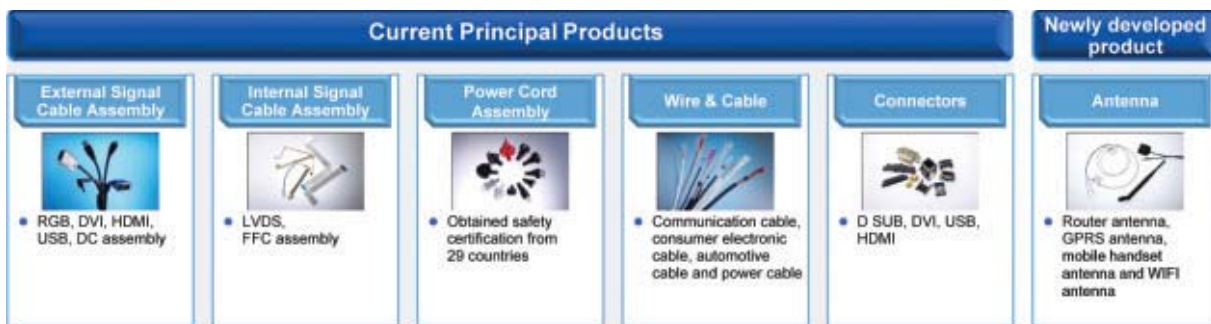 Current Principal Products
Newly developed
product
External Signal
Cable Assembly
RGB, DVI, HDMI,
USB, DC assembly
Internal Signal
Cable Assembly
LVDS,
FFC assembly
Power Cord
Assembly
Obtained safety
certification from
29 countries
Wire & Cable
Communication cable,
consumer electronic
cable, automotive
cable and power cable
Connectors
D SUB, DVI, USB,
HDMI
Antenna
Router antenna,
GPRS antenna,
mobile handset
antenna and WIFI
antenna